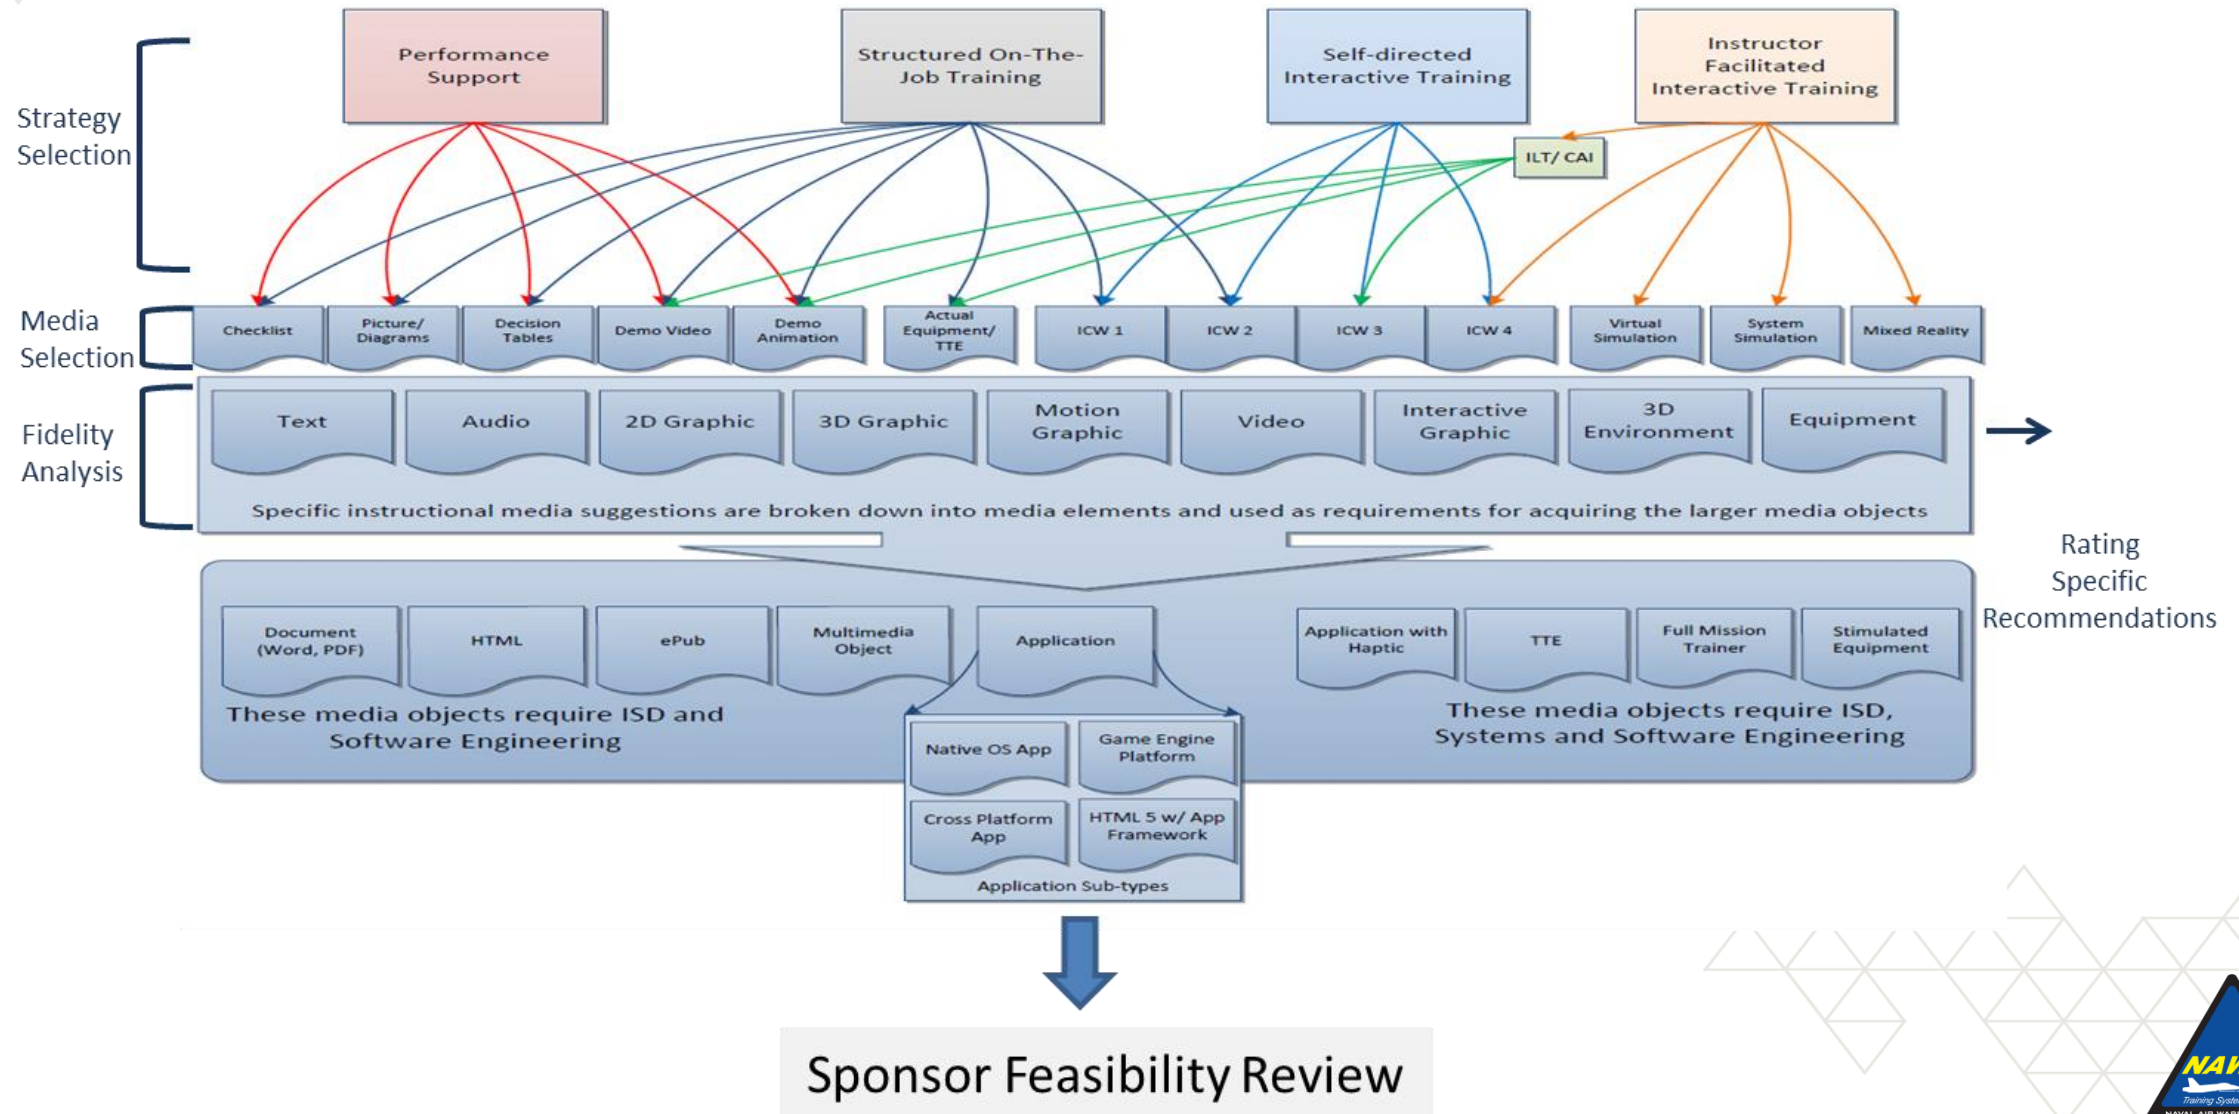 Performance
Support
Structured On-The-
Job Training
Self-directed
Interactive Training
Instructor
Facilitated
Interactive Training
Strategy
Selection
ILT/ CAI
Media
Selection
Checklist
Picture/
Diagrams
Decision
Tables
Demo Video
Demo
Animation
Actual
Equipment/
TTE
ICW 1
ICW 2
ICW 3
ICW 4
Virtual
Simulation
System
Simulation
Mixed Reality
Fidelity
Analysis
Text
Audio
2D Graphic
3D Graphic
Motion
Graphic
Video
Interactive
Graphic
3D
Environment
Equipment
Specific instructional media suggestions are broken down into media elements and used as requirements for acquiring the larger media objects
Rating
Specific
Recommendations
Document
(Word, PDF)
HTML
ePub
Multimedia
Object
Application
Application with
Haptic
TTE
Full Mission
Trainer
Stimulated
Equipment
These media objects require ISD and
Software Engineering
These media objects require ISD,
Systems and Software Engineering
Native OS App
Game Engine
Platform
Cross Platform
App
HTML 5 w/ App
Framework
Application Sub-types
Sponsor Feasibility Review
Training
NAVAL AIR